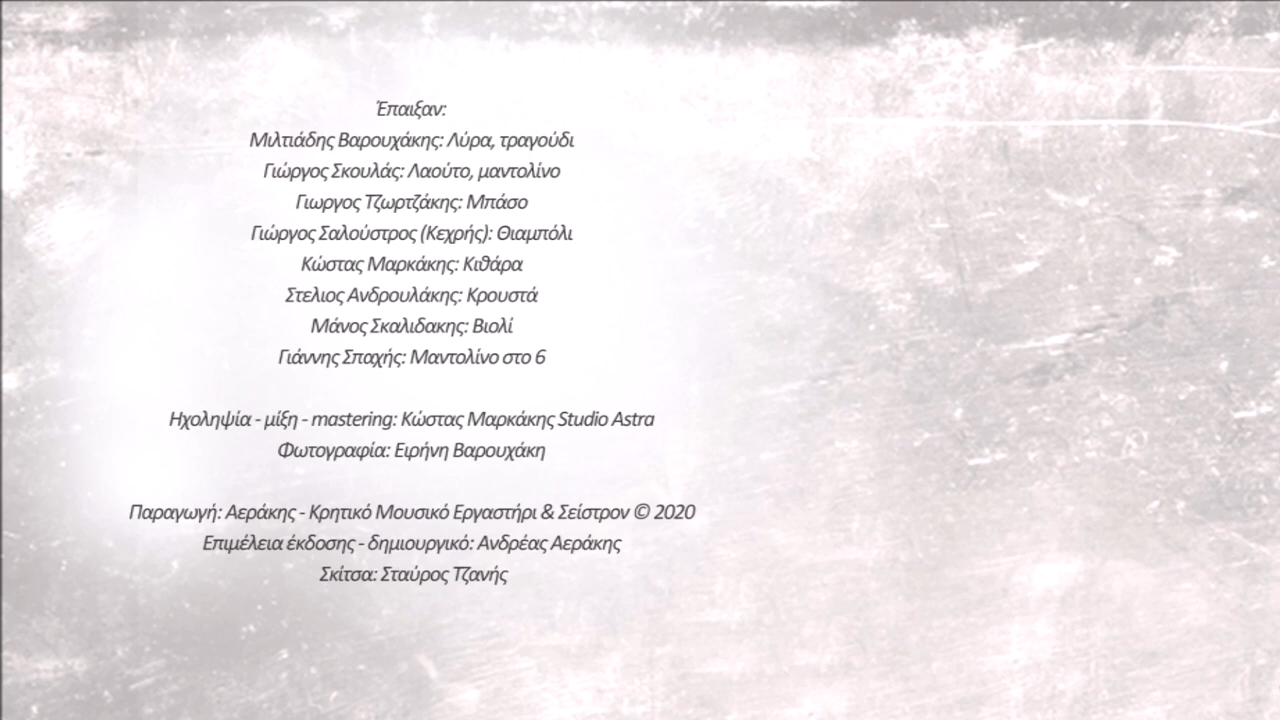 Έπαιξαν:
Μιλτιάδης Βαρουχάκης: Λύρα, τραγούδι
Γιώργος Σκουλάς: Λαούτο, μαντολίνο
Γιωργος Τζωρτζάκης: Μπάσο
Γιώργος Σαλούστρος (Κεχρής): Θιαμπόλι
Κώστας Μαρκάκης: Κιθάρα
Στελιος Ανδρουλάκης: Κρουστά
Μάνος Σκαλιδακης: Βιολί
Γιάννης Σπαχής: Μαντολίνο στο 6
Ηχοληψία - μίξη - mastering: Κώστας Μαρκάκης Studio Astra
Φωτογραφία: Ειρήνη Βαρουχάκη
Παραγωγή: Αεράκης - Κρητικό Μουσικό Εργαστήρι & Σείστρον © 2020
Επιμέλεια έκδοσης - δημιουργικό: Ανδρέας Αεράκης
Σκίτσα: Σταύρος Τζανής